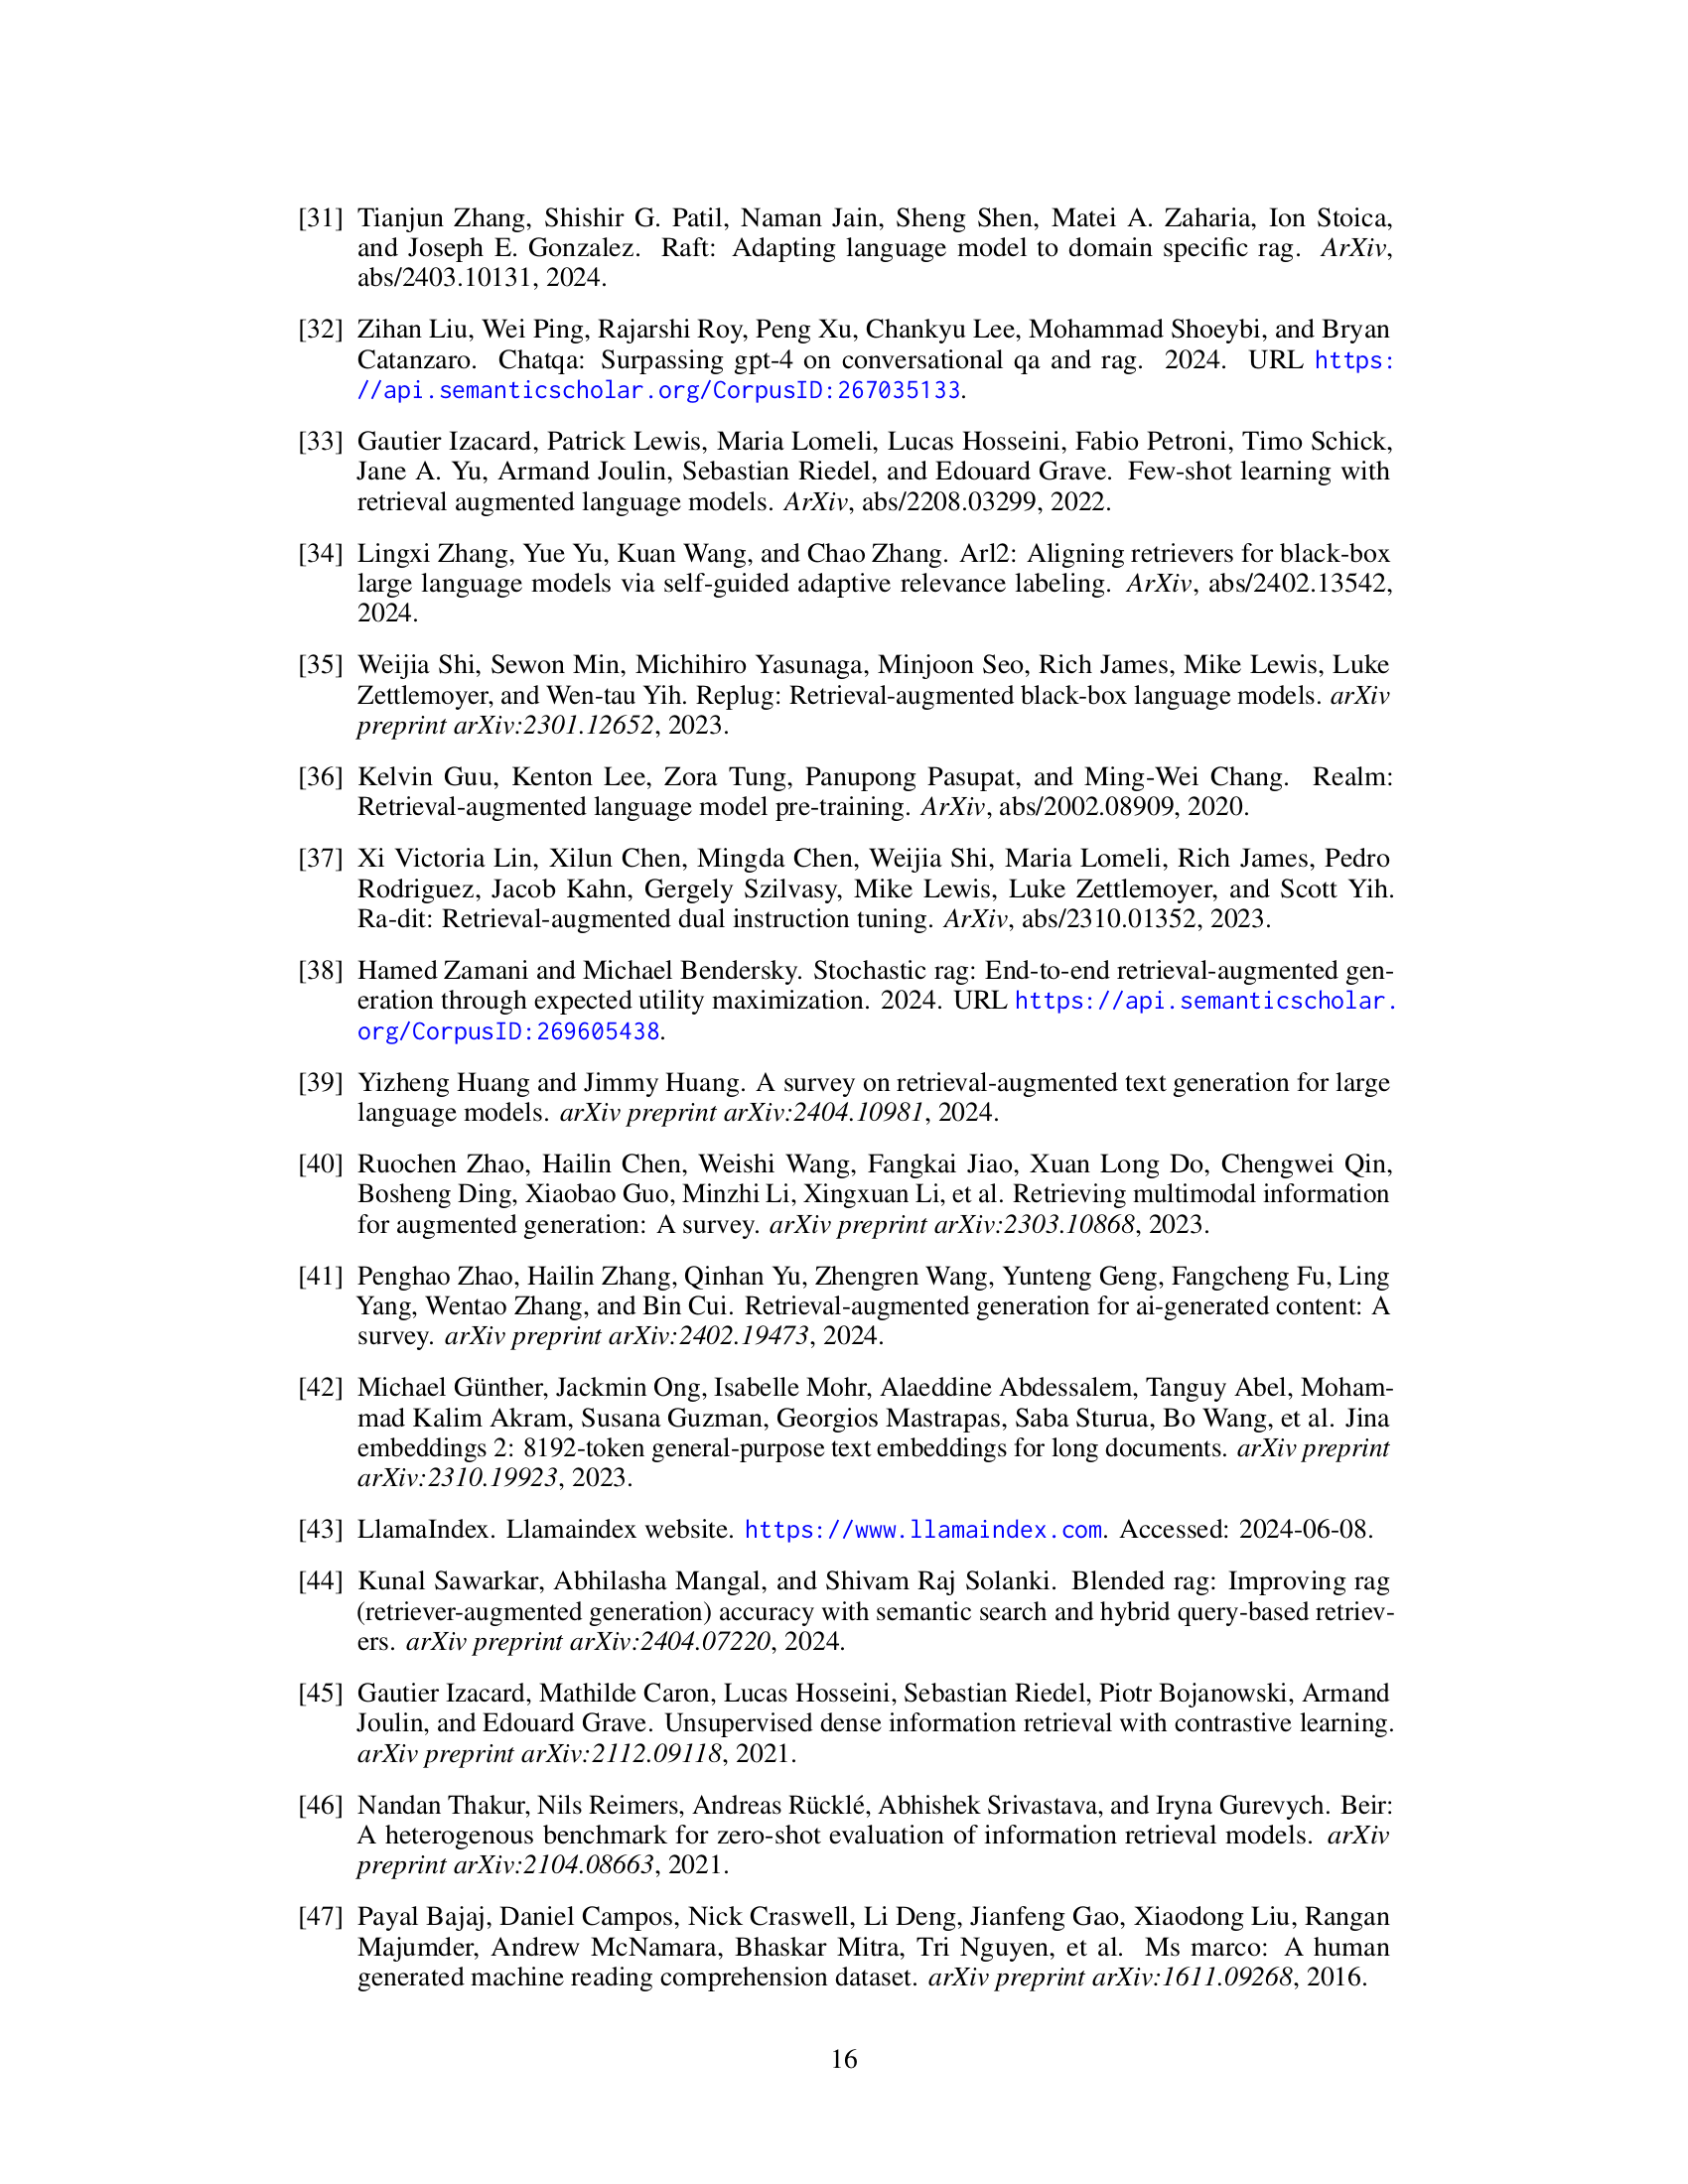 [31] Tianjun Zhang, Shishir G. Patil, Naman Jain, Sheng Shen, Matei A. Zaharia, Ion Stoica,
and Joseph E. Gonzalez. Raft: Adapting language model to domain specific rag. ArXiv,
abs/2403.10131, 2024.
[32] Zihan Liu, Wei Ping, Rajarshi Roy, Peng Xu, Chankyu Lee, Mohammad Shoeybi, and Bryan
Catanzaro. Chatqa: Surpassing gpt-4 on conversational qa and rag. 2024. URL https:
//api.semanticscholar.org/CorpusID:267035133.
[33] Gautier Izacard, Patrick Lewis, Maria Lomeli, Lucas Hosseini, Fabio Petroni, Timo Schick,
Jane A. Yu, Armand Joulin, Sebastian Riedel, and Edouard Grave. Few-shot learning with
retrieval augmented language models. ArXiv, abs/2208.03299, 2022.
[34] Lingxi Zhang, Yue Yu, Kuan Wang, and Chao Zhang. Arl2: Aligning retrievers for black-box
large language models via self-guided adaptive relevance labeling. ArXiv, abs/2402.13542,
2024.
[35] Weijia Shi, Sewon Min, Michihiro Yasunaga, Minjoon Seo, Rich James, Mike Lewis, Luke
Zettlemoyer, and Wen-tau Yih. Replug: Retrieval-augmented black-box language models. arXiv
preprint arXiv:2301.12652, 2023.
[36] Kelvin Guu, Kenton Lee, Zora Tung, Panupong Pasupat, and Ming-Wei Chang. Realm:
Retrieval-augmented language model pre-training. ArXiv, abs/2002.08909, 2020.
[37] Xi Victoria Lin, Xilun Chen, Mingda Chen, Weijia Shi, Maria Lomeli, Rich James, Pedro
Rodriguez, Jacob Kahn, Gergely Szilvasy, Mike Lewis, Luke Zettlemoyer, and Scott Yih.
Ra-dit: Retrieval-augmented dual instruction tuning. ArXiv, abs/2310.01352, 2023.
[38] Hamed Zamani and Michael Bendersky. Stochastic rag: End-to-end retrieval-augmented gen-
eration through expected utility maximization. 2024. URL https://api.semanticscholar.
org/CorpusID:269605438.
[39] Yizheng Huang and Jimmy Huang. A survey on retrieval-augmented text generation for large
language models. arXiv preprint arXiv:2404.10981, 2024.
[40] Ruochen Zhao, Hailin Chen, Weishi Wang, Fangkai Jiao, Xuan Long Do, Chengwei Qin,
Bosheng Ding, Xiaobao Guo, Minzhi Li, Xingxuan Li, et al. Retrieving multimodal information
for augmented generation: A survey. arXiv preprint arXiv:2303.10868, 2023.
[41] Penghao Zhao, Hailin Zhang, Qinhan Yu, Zhengren Wang, Yunteng Geng, Fangcheng Fu, Ling
Yang, Wentao Zhang, and Bin Cui. Retrieval-augmented generation for ai-generated content: A
survey. arXiv preprint arXiv:2402.19473, 2024.
[42] Michael Günther, Jackmin Ong, Isabelle Mohr, Alaeddine Abdessalem, Tanguy Abel, Moham-
mad Kalim Akram, Susana Guzman, Georgios Mastrapas, Saba Sturua, Bo Wang, et al. Jina
embeddings 2: 8192-token general-purpose text embeddings for long documents. arXiv preprint
arXiv:2310.19923, 2023.
[43] LlamaIndex. Llamaindex website. https://www.llamaindex.com. Accessed: 2024-06-08.
[44] Kunal Sawarkar, Abhilasha Mangal, and Shivam Raj Solanki. Blended rag: Improving rag
(retriever-augmented generation) accuracy with semantic search and hybrid query-based retriev-
ers. arXiv preprint arXiv:2404.07220, 2024.
[45] Gautier Izacard, Mathilde Caron, Lucas Hosseini, Sebastian Riedel, Piotr Bojanowski, Armand
Joulin, and Edouard Grave. Unsupervised dense information retrieval with contrastive learning.
arXiv preprint arXiv:2112.09118, 2021.
[46] Nandan Thakur, Nils Reimers, Andreas Rücklé, Abhishek Srivastava, and Iryna Gurevych. Beir:
A heterogenous benchmark for zero-shot evaluation of information retrieval models. arXiv
preprint arXiv:2104.08663, 2021.
[47] Payal Bajaj, Daniel Campos, Nick Craswell, Li Deng, Jianfeng Gao, Xiaodong Liu, Rangan
Majumder, Andrew McNamara, Bhaskar Mitra, Tri Nguyen, et al. Ms marco: A human
generated machine reading comprehension dataset. arXiv preprint arXiv:1611.09268, 2016.
16